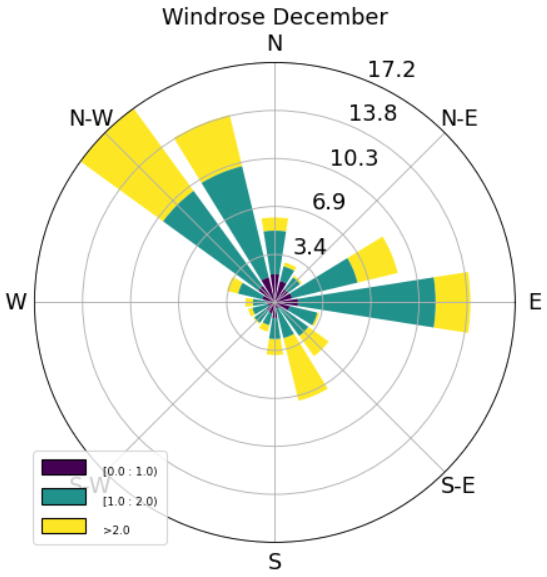 Windrose December
N
17.2
13.8
N-W
N-E
10.3
6.9
3.4
W
E
[0.0 : 1.0)
S-W
S-E
[1.0 : 2.0)
>2.0
S